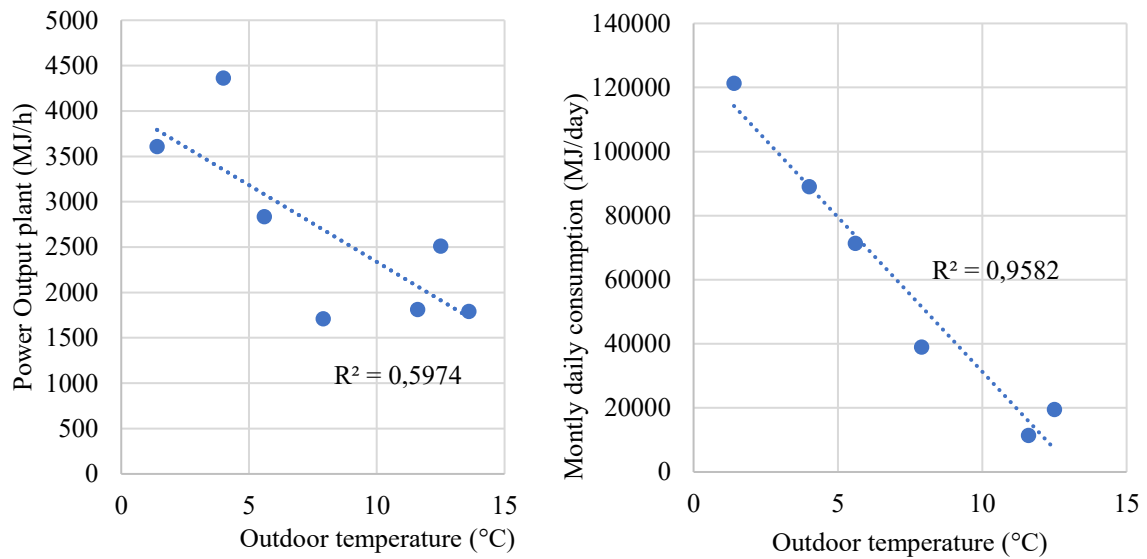 Power Output plant (MJ/h)
5000
4500
4000
3500
3000
2500
2000
1500
1000
500
0
R² = 0,5974
0 5 10 15
Outdoor temperature (°C)
Montly daily consumption (MJ/day)
140000
120000
100000
80000
60000
40000
20000
0
R² = 0,9582
0 5 10 15
Outdoor temperature (°C)